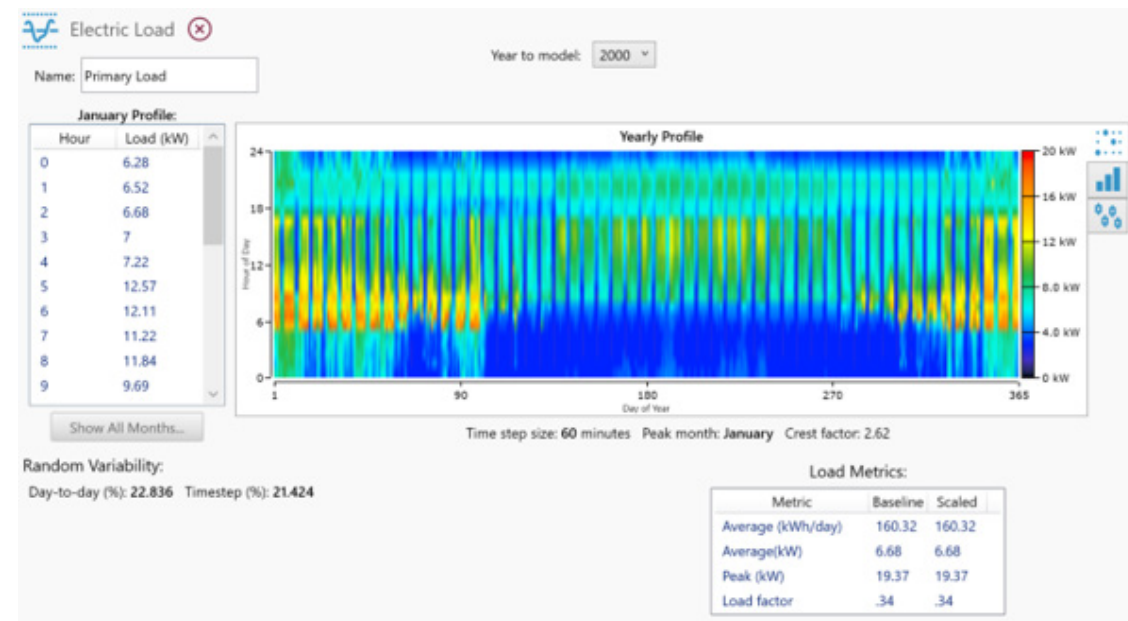 Electric Load
Year to model: 2000
Name: Primary Load
January Profile:
Hour Load (kW)
0 6.28
1 6.52
2 6.68
3 7
4 7.22
5 12.57
6 12.11
7 11.22
8 11.84
9 9.69
Show All Months...
Yearly Profile
24
18
12
6
0
Hour of Day
1 90 180 270 365
Day of Year
20 kW
16 kW
12 kW
8.0 kW
4.0 kW
0 kW
Time step size: 60 minutes Peak month: January Crest factor: 2.62
Random Variability:
Day-to-day (%): 22.836 Timestep (%): 21.424
Load Metrics:
Metric Baseline Scaled
Average (kWh/day) 160.32 160.32
Average(kW) 6.68 6.68
Peak (kW) 19.37 19.37
Load factor .34 .34